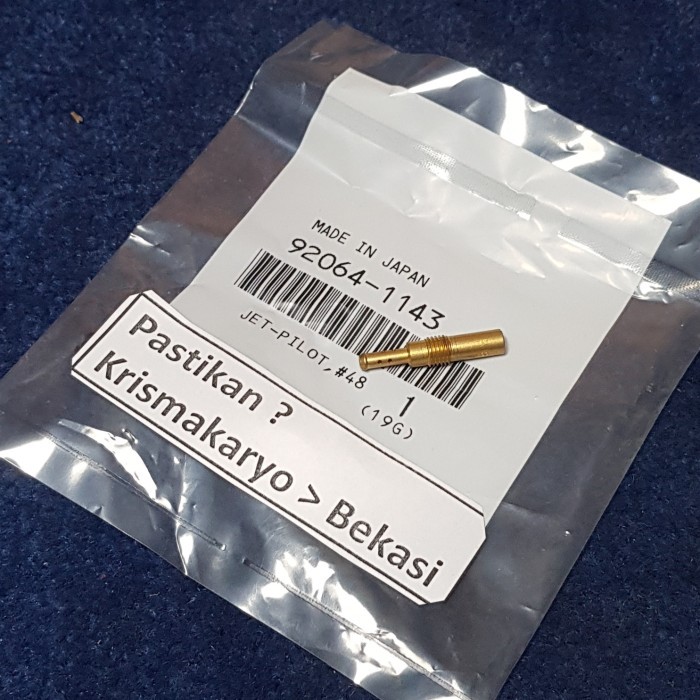 MADE IN JAPAN
92064-1143
JET-PILOT,#48
1
(19G)
Pastikan ?
Krismakaryo > Bekasi